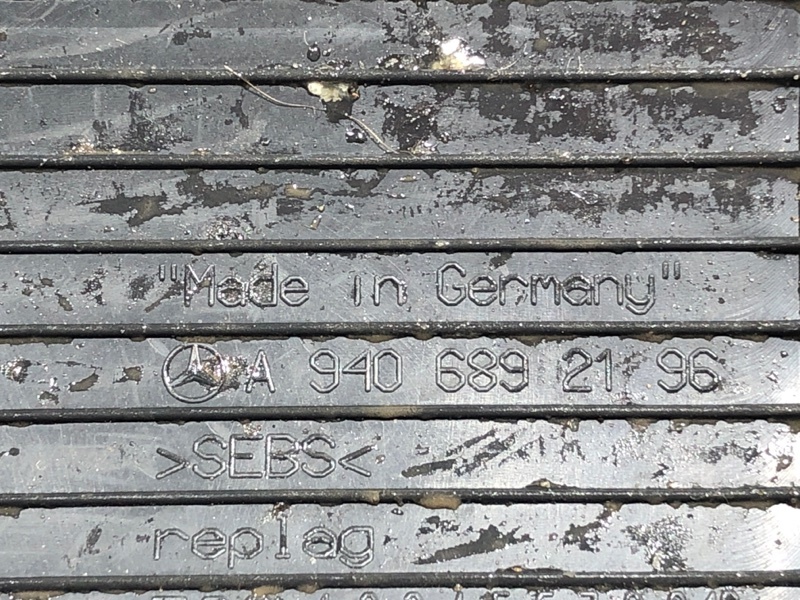 "Made in Germany"
A 940 689 21 96
>SEBS<
replag